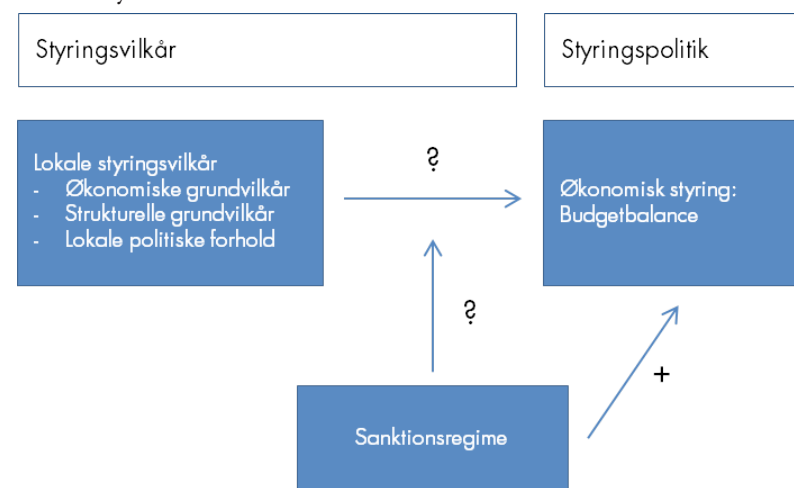 Styringsvilkår
Styringspolitik
Lokale styringsvilkår
- Økonomiske grundvilkår
- Strukturelle grundvilkår
- Lokale politiske forhold
?
Økonomisk styring:
Budgetbalance
?
+
Sanktionsregime